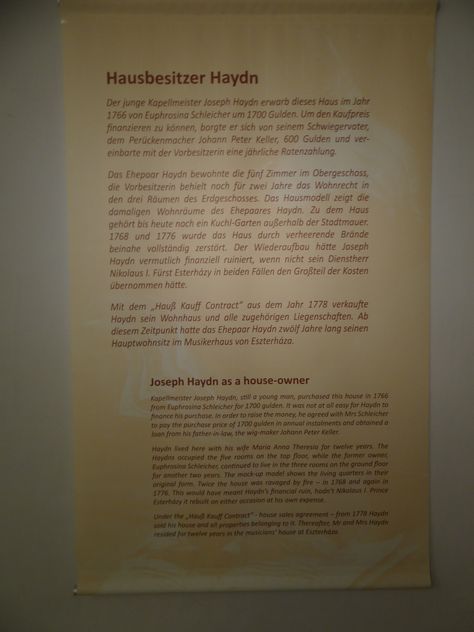 Hausbesitzer Haydn
Der junge Kapellmeister Joseph Haydn erwarb dieses Haus im Jahr
1766 von Euphrosina Schleicher um 1700 Gulden. Um den Kaufpreis
finanzieren zu können, borgte er sich von seinem Schwiegervater,
dem Perückenmacher Johann Peter Keller, 600 Gulden und ver-
einbarte mit der Vorbesitzerin eine jährliche Ratenzahlung.
Das Ehepaar Haydn bewohnte die fünf Zimmer im Obergeschoss,
die Vorbesitzerin behielt noch für zwei Jahre das Wohnrecht in
den drei Räumen des Erdgeschosses. Das Hausmodell zeigt die
damaligen Wohnräume des Ehepaares Haydn. Zu dem Haus
gehört bis heute noch ein Kuchl-Garten außerhalb der Stadtmauer.
1768 und 1776 wurde das Haus durch verheerende Brände
beinahe vollständig zerstört. Der Wiederaufbau hätte Joseph
Haydn vermutlich finanziell ruiniert, wenn nicht sein Dienstherr
Nikolaus I. Fürst Esterházy in beiden Fällen den Großteil der Kosten
übernommen hätte.
Mit dem „Hauß Kauff Contract" aus dem Jahr 1778 verkaufte
Haydn sein Wohnhaus und alle zugehörigen Liegenschaften. Ab
diesem Zeitpunkt hatte das Ehepaar Haydn zwölf Jahre lang seinen
Hauptwohnsitz im Musikerhaus von Eszterháza.
Joseph Haydn as a house-owner
Kapellmeister Joseph Haydn, still a young man, purchased this house in 1766
from Euphrosina Schleicher for 1700 gulden. It was not at all easy for Haydn to
finance his purchase. In order to raise the money, he agreed with Mrs Schleicher
to pay the purchase price of 1700 gulden in annual instalments and obtained a
loan from his father-in-law, the wig-maker Johann Peter Keller.
Haydn lived here with his wife Maria Anna Theresia for twelve years. The
Haydns occupied the five rooms on the top floor, while the former owner,
Euphrosina Schleicher, continued to live in the three rooms on the ground floor
for another two years. The mock-up model shows the living quarters in their
original form. Twice the house was ravaged by fire – in 1768 and again in
1776. This would have meant Haydn's financial ruin, hadn't Nikolaus I. Prince
Esterházy it rebuilt on either occasion at his own expense.
Under the „Hauß Kauff Contract" - house sales agreement – from 1778 Haydn
sold his house and all properties belonging to it. Thereafter, Mr and Mrs Haydn
resided for twelve years in the musicians' house at Eszterháza.